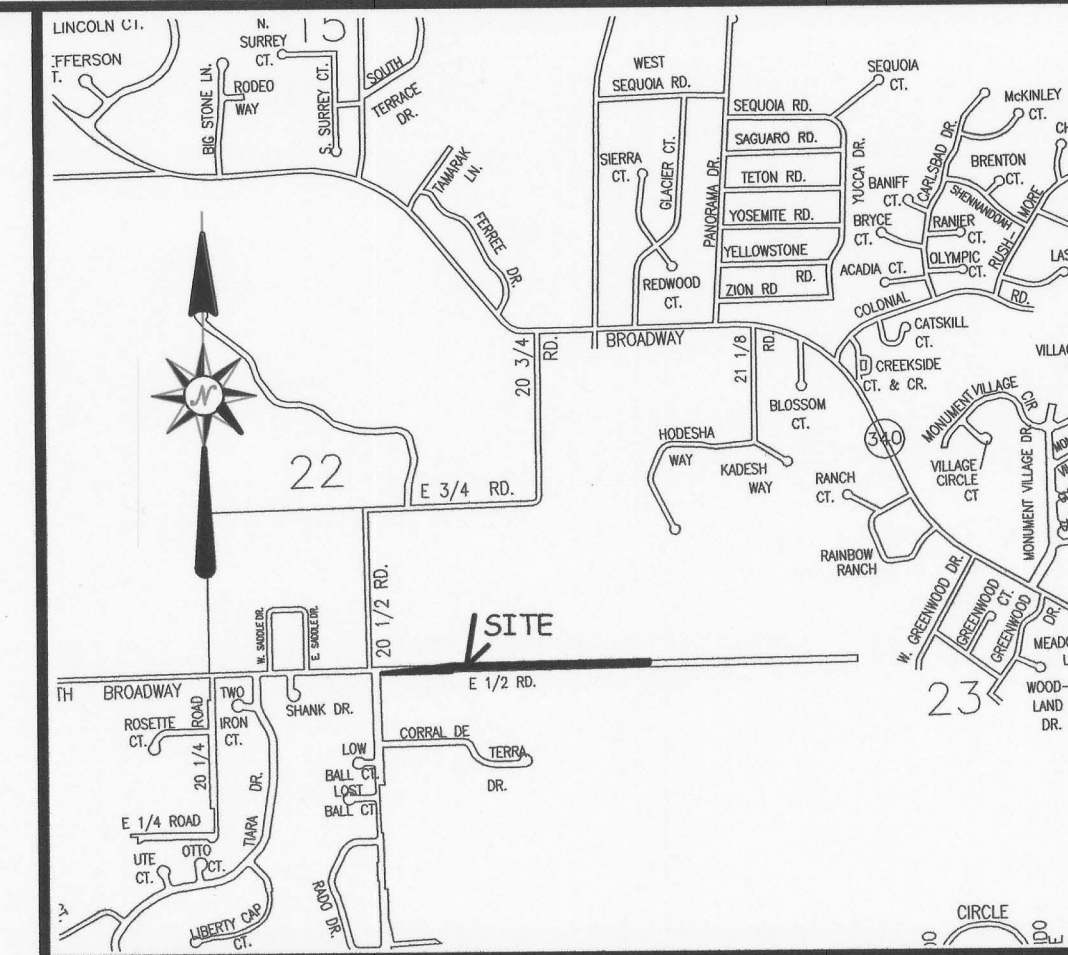 LINCOLN CT.
EFFERSON
T.
N.
SURREY
CT.
15
BIG STONE LN.
RODEO
WAY
S. SURREY CT.
SOUTH
TERRACE
DR.
TAMARAK
LN.
FERREE DR.
WEST
SEQUOIA RD.
SIERRA
CT.
GLACIER CT.
REDWOOD
CT.
PANORAMA DR.
SEQUOIA
CT.
SEQUOIA RD.
SAGUARO RD.
TETON RD.
YOSEMITE RD.
YELLOWSTONE
RD.
ZION RD
YUCCA DR.
CARLSBAD DR.
McKINLEY
CT.
CH
BRENTON
CT.
BANIFF
CT.
SHENNANDOAH
RUSH-
MORE
RD.
BRYCE
CT.
RANIER
CT.
OLYMPIC
CT.
ACADIA CT.
LAS
COLONIAL
CATSKILL
CT.
CREEKSIDE
CT. & CR.
VILLAG
BROADWAY
20 3/4
RD.
21 1/8
RD.
BLOSSOM
CT.
340
MONUMENT VILLAGE
CIR
MONUMENT VILLAGE DR.
VILLAGE
CIRCLE
CT
HODESHA
WAY
KADESH
WAY
RANCH
CT.
RAINBOW
RANCH
N
22
E 3/4 RD.
20 1/2 RD.
W. SADDLE DR.
E. SADDLE DR.
SITE
E 1/2 RD.
W. GREENWOOD DR.
GREENWOOD
CT.
GREENWOOD
DR.
MEADO
L
WOOD-
LAND
DR.
23
TH BROADWAY
TWO
IRON
CT.
SHANK DR.
ROSETTE
CT.
20 1/4 ROAD
CORRAL DE
TERRA
DR.
LOW
BALL CT.
LOST
BALL CT.
TIARA DR.
E 1/4 ROAD
UTE
CT.
OTTO
CT.
RADO DR.
LIBERTY CAP
CT.
CIRCLE
DO
E